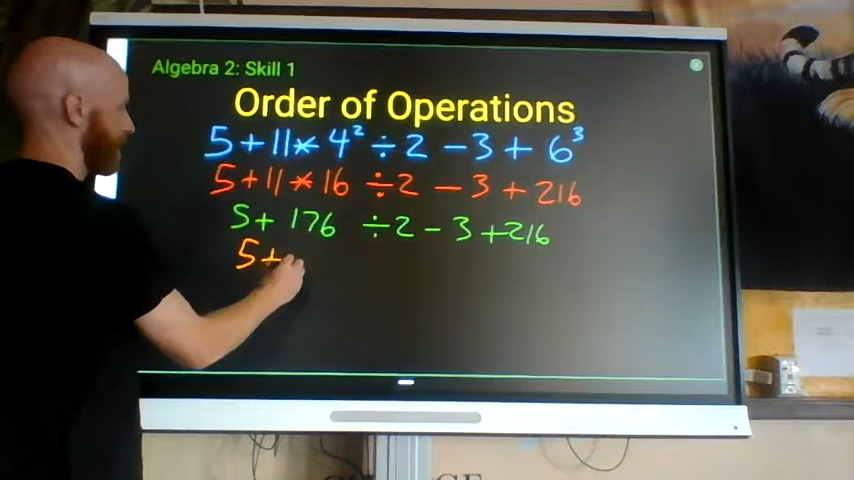 Algebra 2: Skill 1
Order of Operations
5+11*4²÷2-3+6³
5+11*16÷2-3+216
5+176÷2-3+216
5+